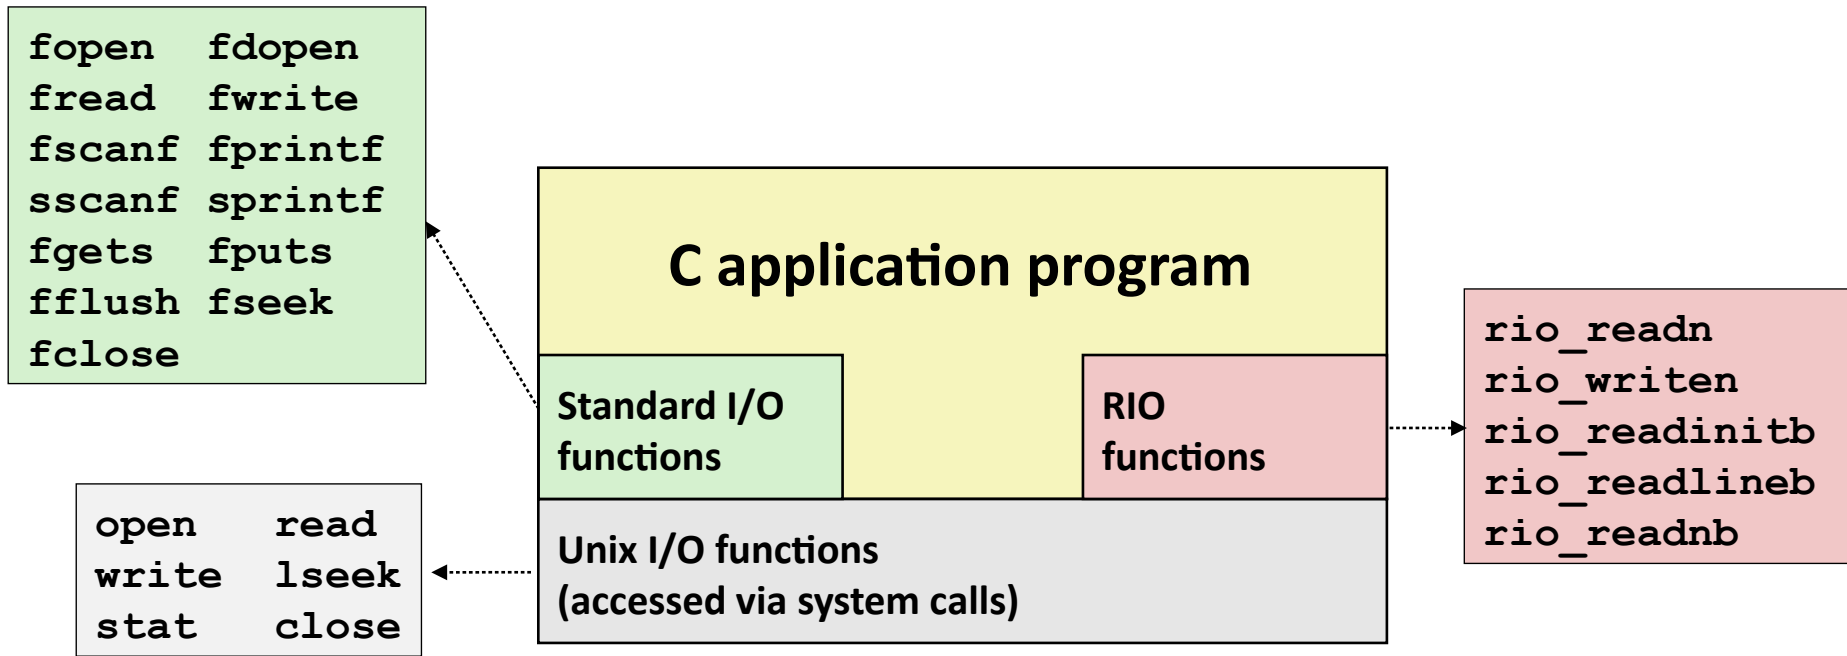 fopen fdopen
fread fwrite
fscanf fprintf
sscanf sprintf
fgets fputs
fflush fseek
fclose
C application program
Standard I/O
functions
RIO
functions
rio_readn
rio_writen
rio_readinitb
rio_readlineb
rio_readnb
open read
write lseek
stat close
Unix I/O functions
(accessed via system calls)